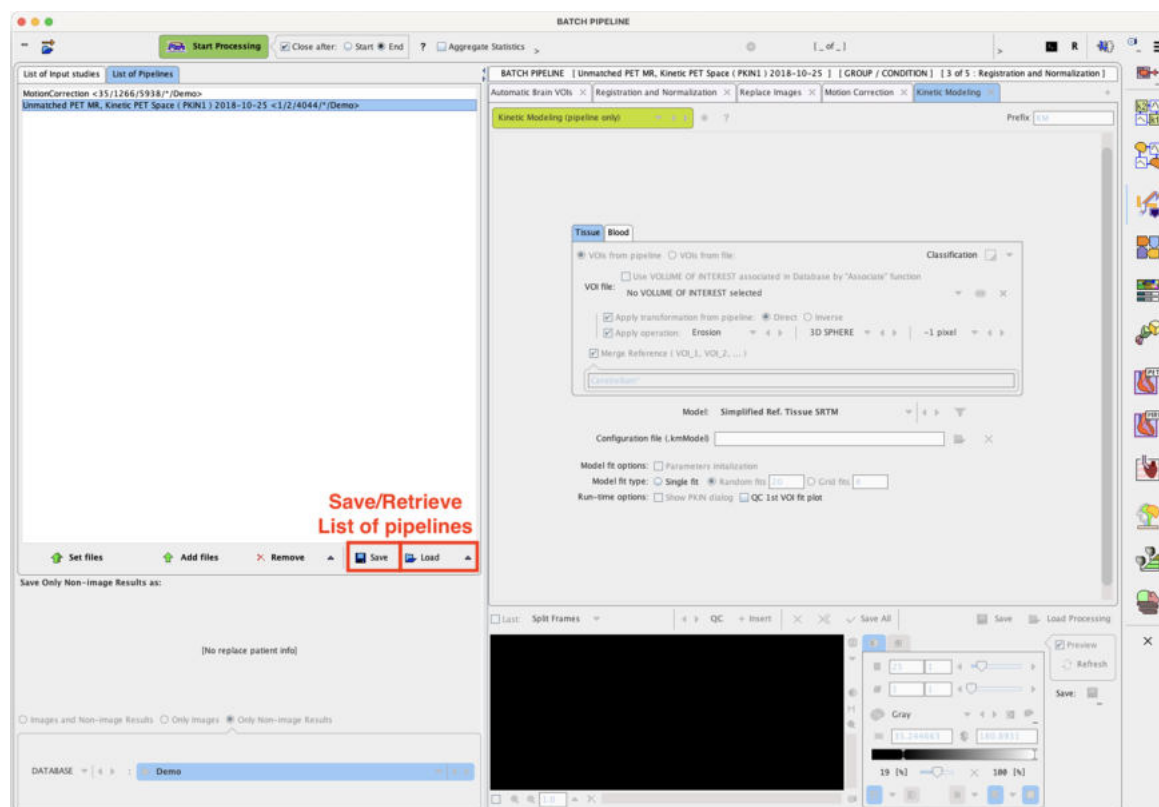 BATCH PIPELINE
Start Processing Close after: Start End ? Aggregate Statistics > [ _ of _ ] > R
List of Input studies List of Pipelines
MotionCorrection <35/1266/5938/*/Demo>
Unmatched PET MR, Kinetic PET Space ( PKIN1 ) 2018-10-25 <1/2/4044/*/Demo>
Save/Retrieve
List of pipelines
Set files Add files Remove Save Load
Save Only Non-image Results as:
[No replace patient info]
Images and Non-image Results Only Images Only Non-image Results
DATABASE : Demo
BATCH PIPELINE [ Unmatched PET MR, Kinetic PET Space ( PKIN1 ) 2018-10-25 ] [ GROUP / CONDITION ] [ 3 of 5 : Registration and Normalization ]
Automatic Brain VOIs Registration and Normalization Replace Images Motion Correction Kinetic Modeling +
Kinetic Modeling (pipeline only) ? Prefix KM
Tissue Blood
VOIs from pipeline VOIs from file Classification
Use VOLUME OF INTEREST associated in Database by "Associate" function
VOI file: No VOLUME OF INTEREST selected
Apply transformation from pipeline: Direct Inverse
Apply operation: Erosion 3D SPHERE ~1 pixel
Merge Reference ( VOI_1, VOI_2, ... )
Model: Simplified Ref. Tissue SRTM
Configuration file (.kmModel)
Model fit options: Parameters initialization
Model fit type: Single fit Random fits 20 Grid fits
Run-time options: Show PKIN dialog QC 1st VOI fit plot
Last: Split Frames QC + Insert Save All Save Load Processing
Preview
Refresh
Save:
Gray
19 [%] 100 [%]
1.0